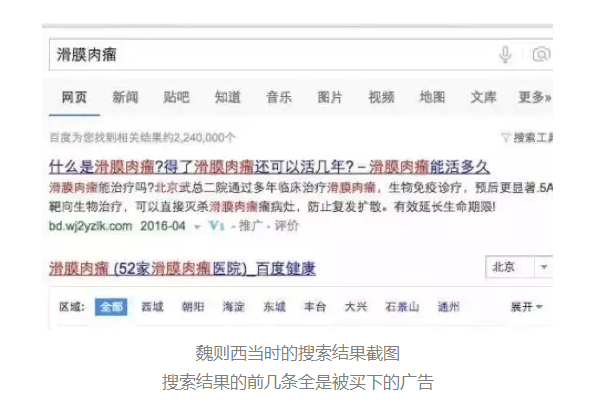 滑膜肉瘤
网页 新闻 贴吧 知道 音乐 图片 视频 地图 文库 更多»
百度为您找到相关结果约2,240,000个 搜索工具
什么是滑膜肉瘤?得了滑膜肉瘤还可以活几年? – 滑膜肉瘤能活多久
滑膜肉瘤能治疗吗?北京武总二院通过多年临床治疗滑膜肉瘤，生物免疫诊疗，预后更显著.5A
靶向生物治疗，可以直接灭杀滑膜肉瘤瘤病灶，防止复发扩散。有效延长生命期限!
bd.wj2yzlk.com 2016-04 V1 - 推广 - 评价
滑膜肉瘤 (52家滑膜肉瘤医院)_百度健康 北京
区域: 全部 西城 朝阳 海淀 东城 丰台 大兴 石景山 通州 展开
魏则西当时的搜索结果截图
搜索结果的前几条全是被买下的广告